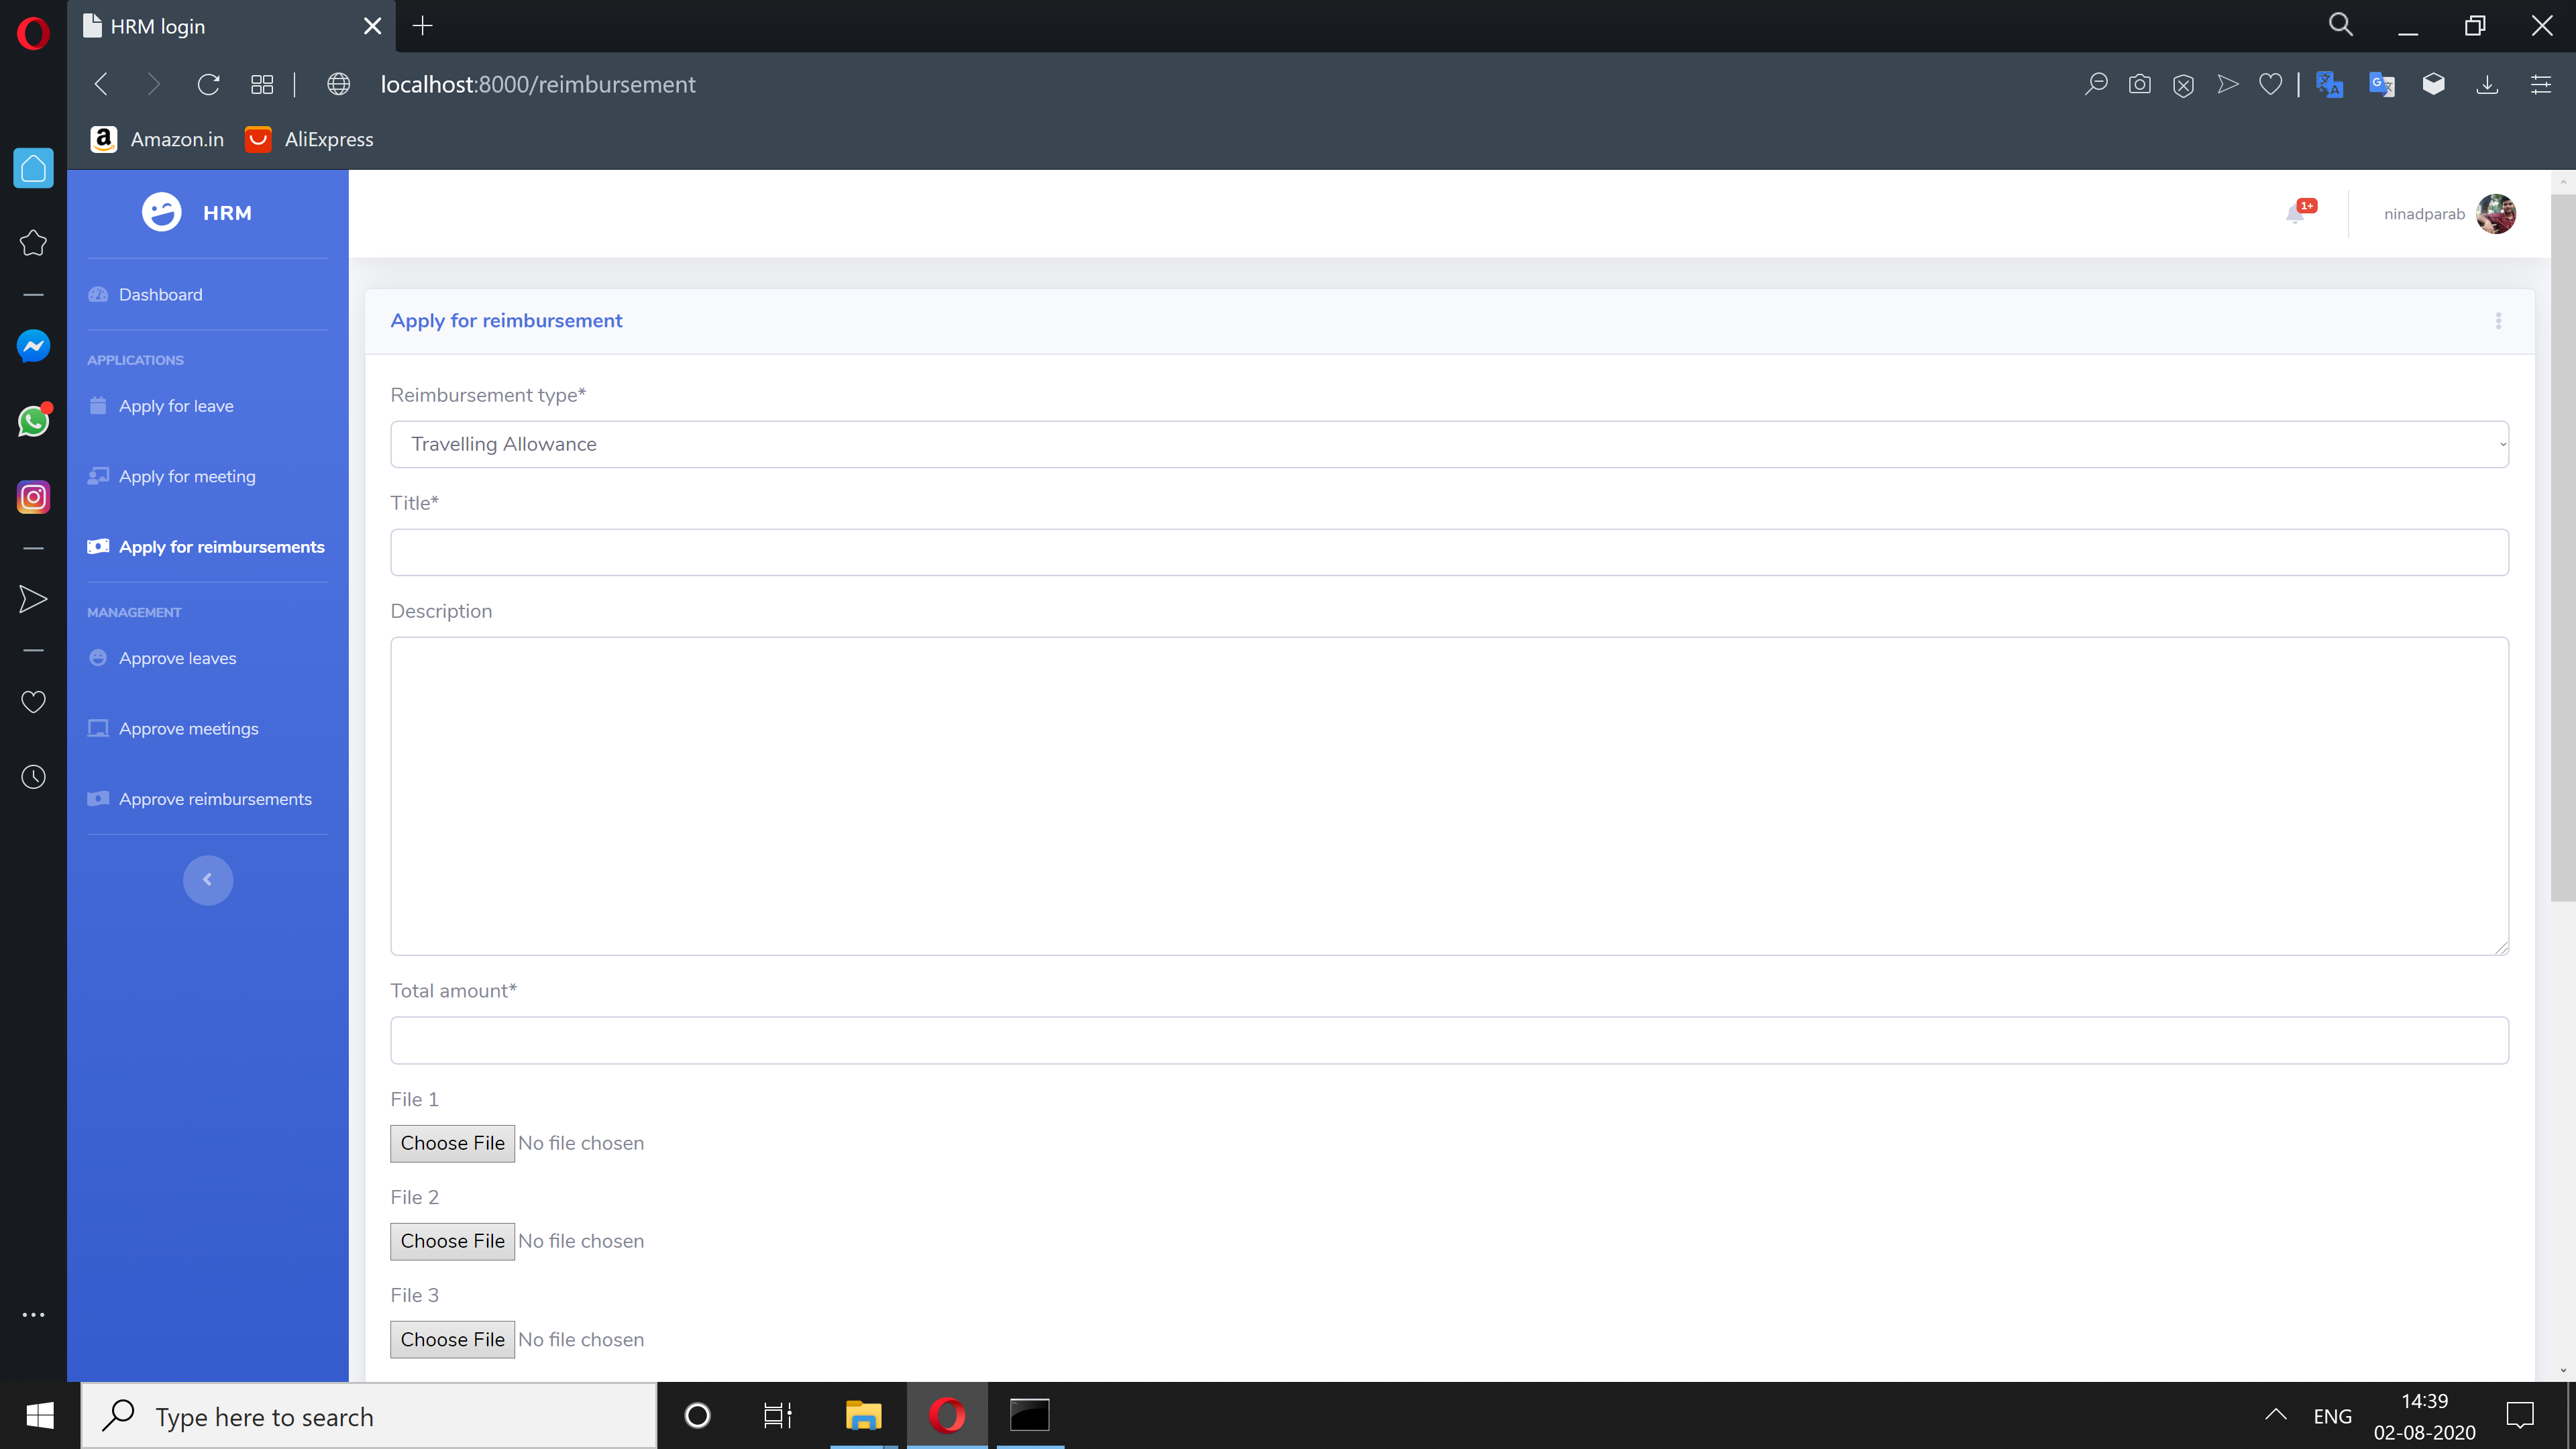 HRM login
localhost:8000/reimbursement
Amazon.in AliExpress
HRM
1+
ninadparab
Dashboard
APPLICATIONS
Apply for leave
Apply for meeting
Apply for reimbursements
MANAGEMENT
Approve leaves
Approve meetings
Approve reimbursements
Apply for reimbursement
Reimbursement type*
Travelling Allowance
Title*
Description
Total amount*
File 1
Choose File No file chosen
File 2
Choose File No file chosen
File 3
Choose File No file chosen
Type here to search
ENG
14:39
02-08-2020